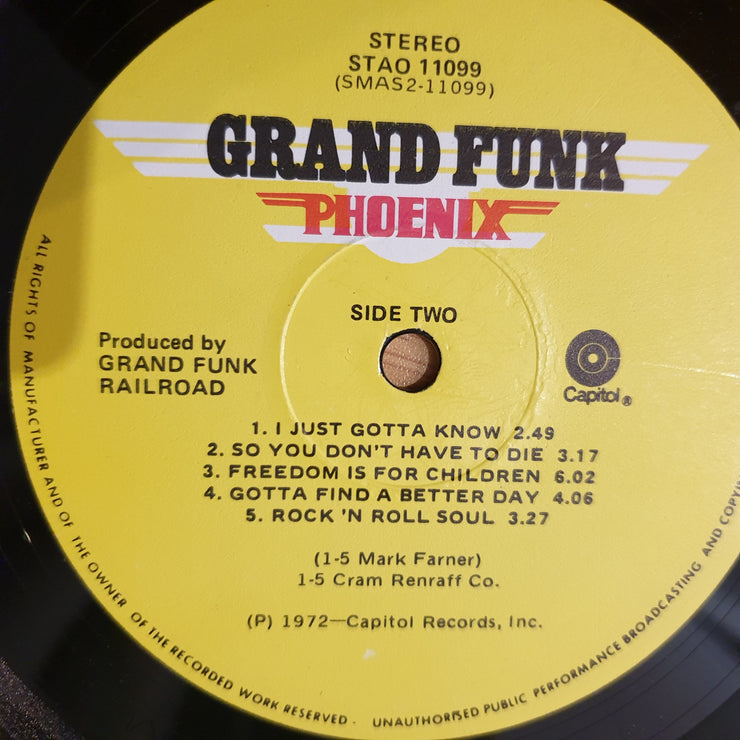 STEREO
STAO 11099
(SMAS2-11099)
GRAND FUNK
PHOENIX
SIDE TWO
Produced by
GRAND FUNK
RAILROAD
Capitol®
1. I JUST GOTTA KNOW 2.49
2. SO YOU DON'T HAVE TO DIE 3.17
3. FREEDOM IS FOR CHILDREN 6.02
4. GOTTA FIND A BETTER DAY 4.06
5. ROCK 'N ROLL SOUL 3.27
(1-5 Mark Farner)
1-5 Cram Renraff Co.
(P) 1972—Capitol Records, Inc.
ALL RIGHTS OF MANUFACTURER AND OF THE OWNER OF THE RECORDED WORK RESERVED · UNAUTHORISED PUBLIC PERFORMANCE BROADCASTING AND